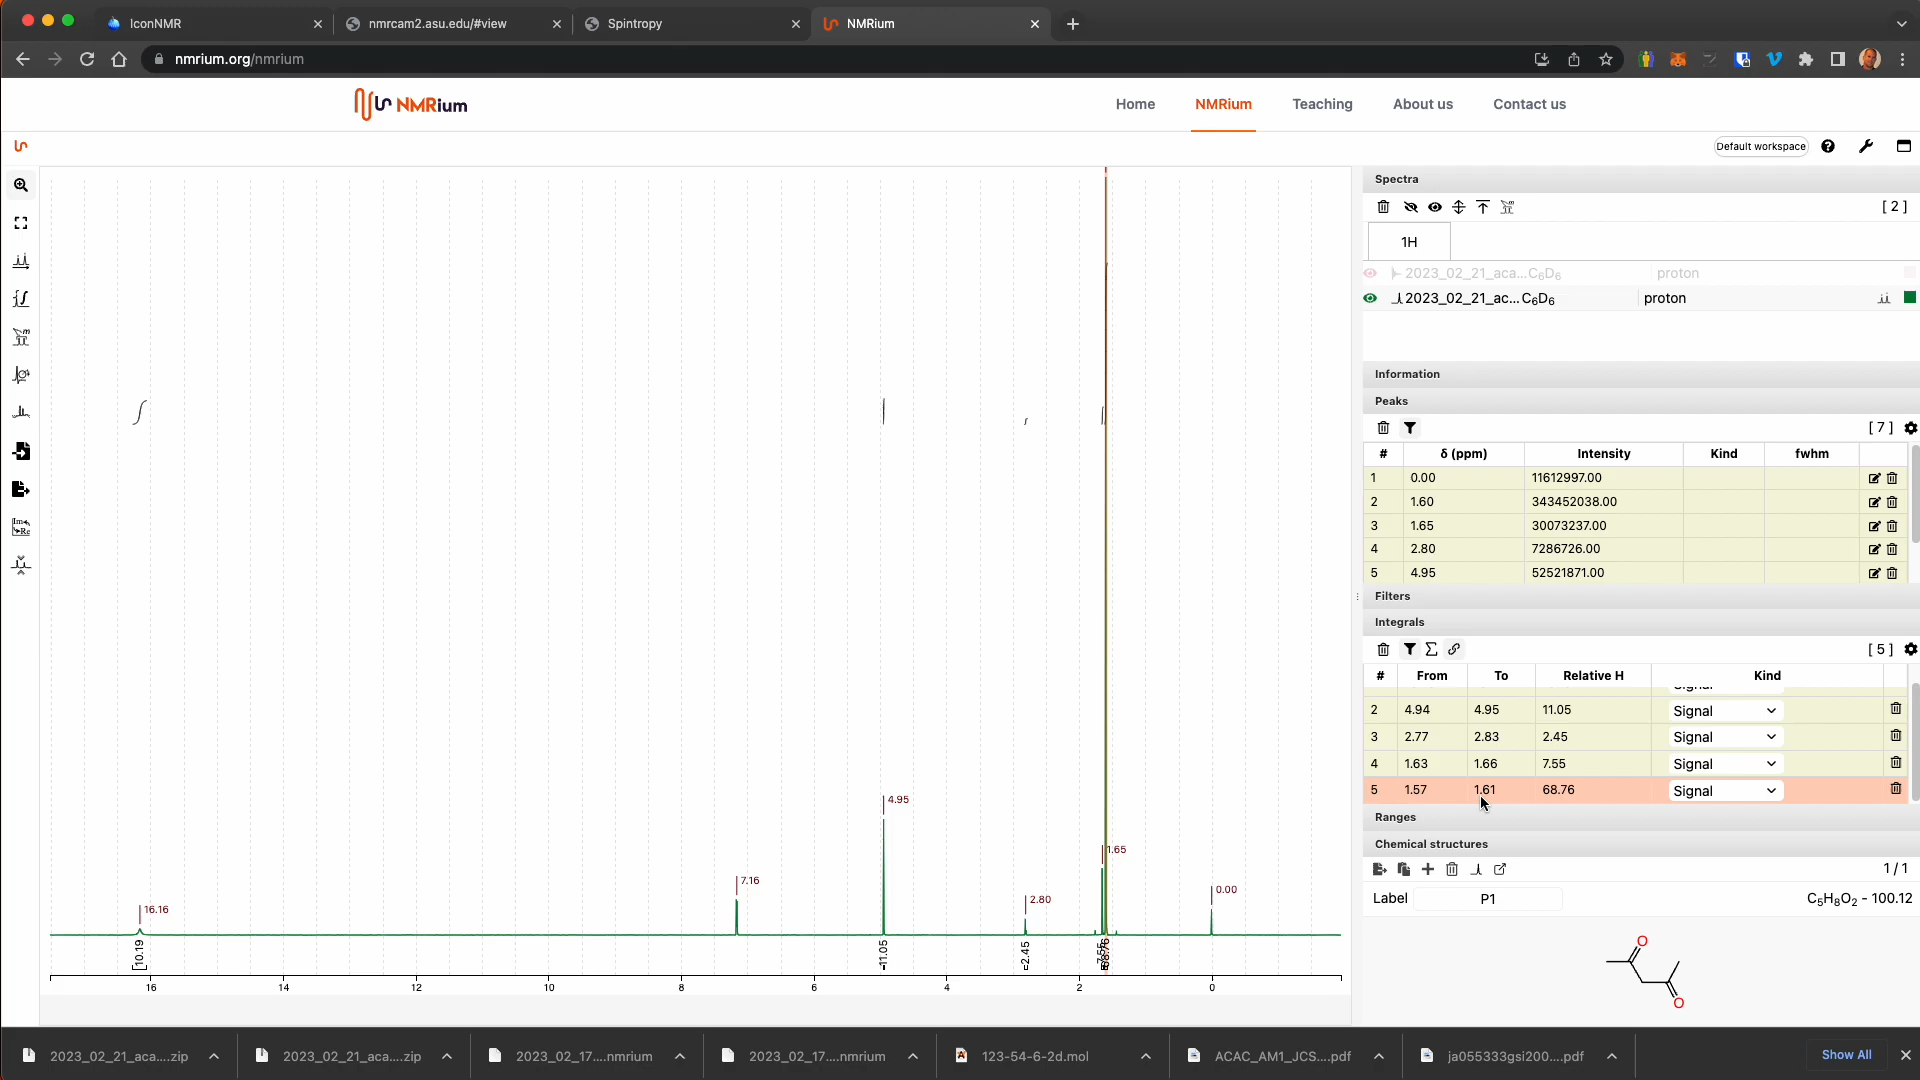 IconNMR
nmrcam2.asu.edu/#view
Spintropy
NMRium
nmrium.org/nmrium
NMRium
Home
NMRium
Teaching
About us
Contact us
Default workspace
Spectra
[ 2 ]
1H
2023_02_21_aca...C6D6 proton
2023_02_21_ac...C6D6 proton
Information
Peaks
[ 7 ]
# δ (ppm) Intensity Kind fwhm
1 0.00 11612997.00
2 1.60 343452038.00
3 1.65 30073237.00
4 2.80 7286726.00
5 4.95 52521871.00
Filters
Integrals
[ 5 ]
# From To Relative H Kind
Signal
2 4.94 4.95 11.05 Signal
3 2.77 2.83 2.45 Signal
4 1.63 1.66 7.55 Signal
5 1.57 1.61 68.76 Signal
Ranges
Chemical structures
1 / 1
Label P1 C5H8O2 - 100.12
O
O
4.95
1.65
7.16
0.00
2.80
16.16
10.19
11.05
2.45
68.76
16 14 12 10 8 6 4 2 0
2023_02_21_aca....zip
2023_02_21_aca....zip
2023_02_17....nmrium
2023_02_17....nmrium
123-54-6-2d.mol
ACAC_AM1_JCS....pdf
ja055333gsi200....pdf
Show All